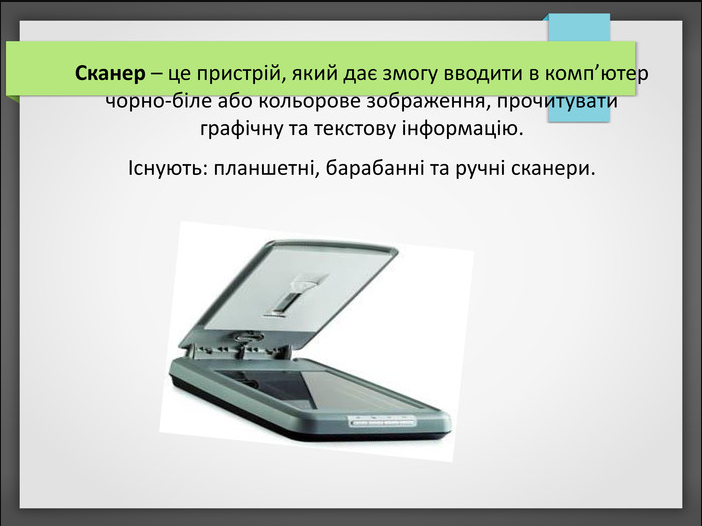 Сканер – це пристрій, який дає змогу вводити в комп’ютер
чорно-біле або кольорове зображення, прочитувати
графічну та текстову інформацію.
Існують: планшетні, барабанні та ручні сканери.